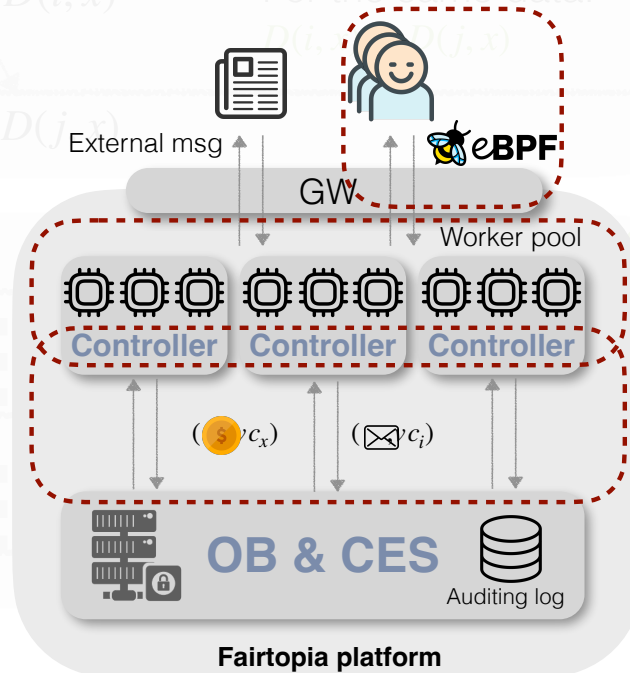 D(j, x)
External msg
eBPF
GW
Worker pool
Controller Controller Controller
( $ , c_x) ( , c_i)
OB & CES
Auditing log
Fairtopia platform